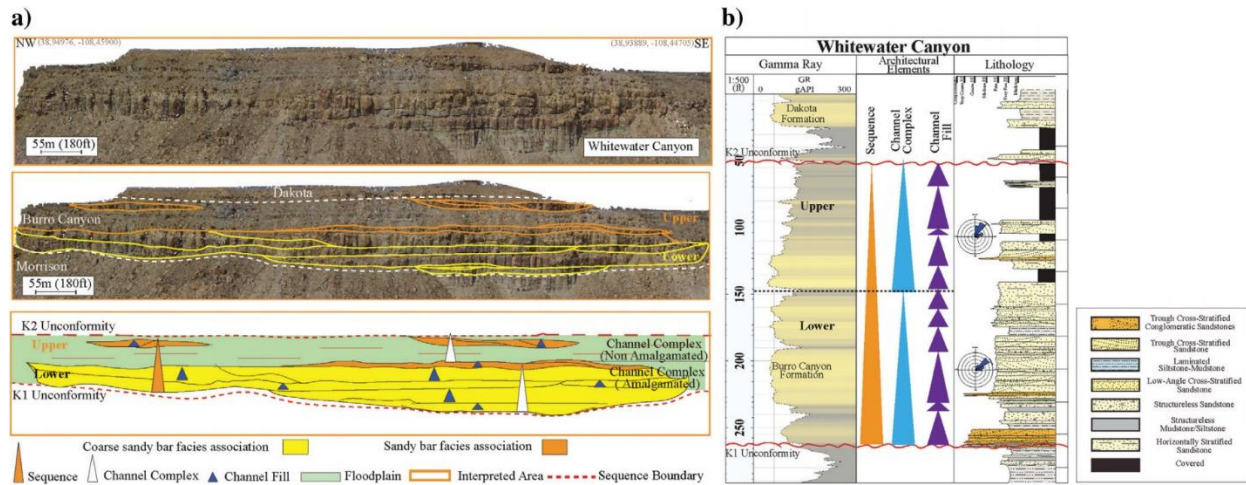 a)
NW (38,94976, -108,45900)
(38,93889, -108,44705) SE
55m (180ft)
Whitewater Canyon
Dakota
Burro Canyon
Upper
Lower
Morrison
55m (180ft)
K2 Unconformity
Upper
Channel Complex
(Non Amalgamated)
Lower
Channel Complex
(Amalgamated)
K1 Unconformity
Coarse sandy bar facies association
Sandy bar facies association
Sequence
Channel Complex
Channel Fill
Floodplain
Interpreted Area
Sequence Boundary
b)
Whitewater Canyon
Gamma Ray
Architectural
Elements
Lithology
1:500
(ft)
GR
0 gAPI 300
Sequence
Channel
Complex
Channel
Fill
Dakota
Formation
K2 Unconformity
50
Upper
100
150
Lower
200
Burro Canyon
Formation
250
K1 Unconformity
Trough Cross-Stratified
Conglomeratic Sandstones
Trough Cross-Stratified
Sandstone
Laminated
Siltstone-Mudstone
Low-Angle Cross-Stratified
Sandstone
Structureless Sandstone
Structureless
Mudstone/Siltstone
Horizontally Stratified
Sandstone
Covered